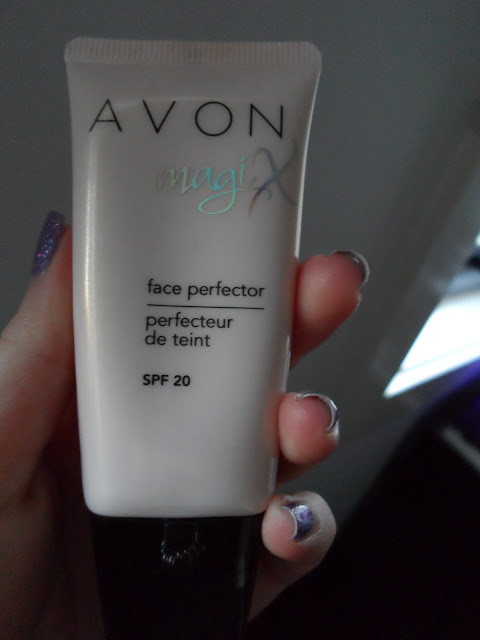 AVON
magiX
face perfector
perfecteur
de teint
SPF 20